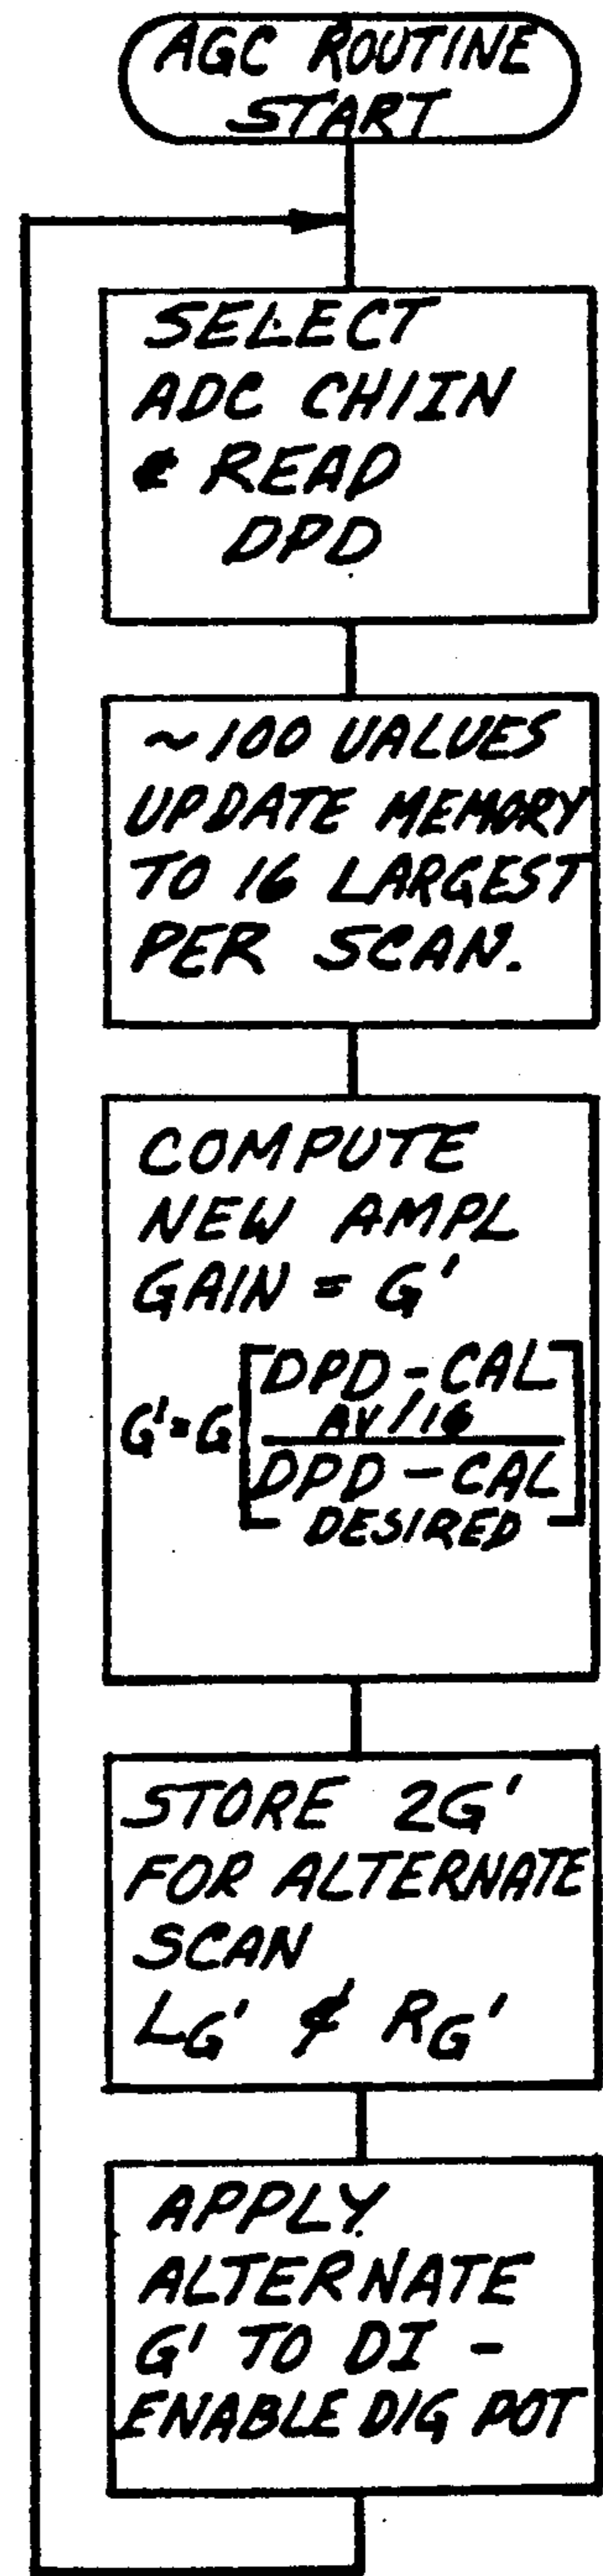 AGC ROUTINE
START
SELECT
ADC CH1IN
& READ
DPD
~100 VALUES
UPDATE MEMORY
TO 16 LARGEST
PER SCAN.
COMPUTE
NEW AMPL
GAIN = G'
G'=G [DPD-CAL
AV/16
DPD-CAL
DESIRED]
STORE 2G'
FOR ALTERNATE
SCAN
LG' & RG'
APPLY
ALTERNATE
G' TO DI -
ENABLE DIG POT